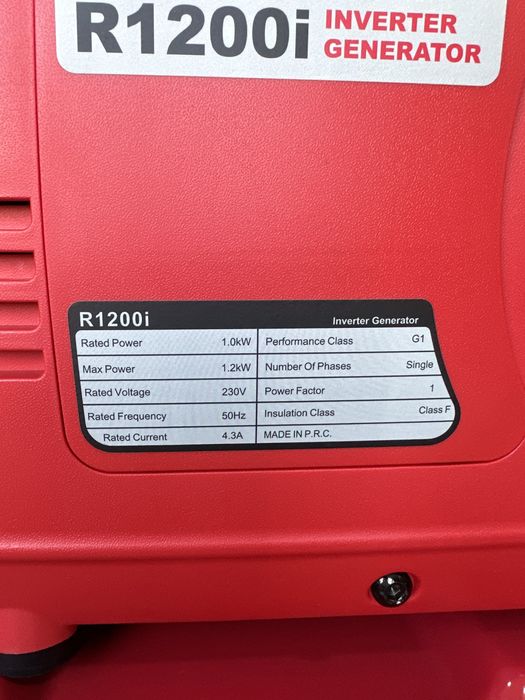 R1200i INVERTER
GENERATOR
R1200i Inverter Generator
Rated Power 1.0kW Performance Class G1
Max Power 1.2kW Number Of Phases Single
Rated Voltage 230V Power Factor 1
Rated Frequency 50Hz Insulation Class Class F
Rated Current 4.3A MADE IN P.R.C.